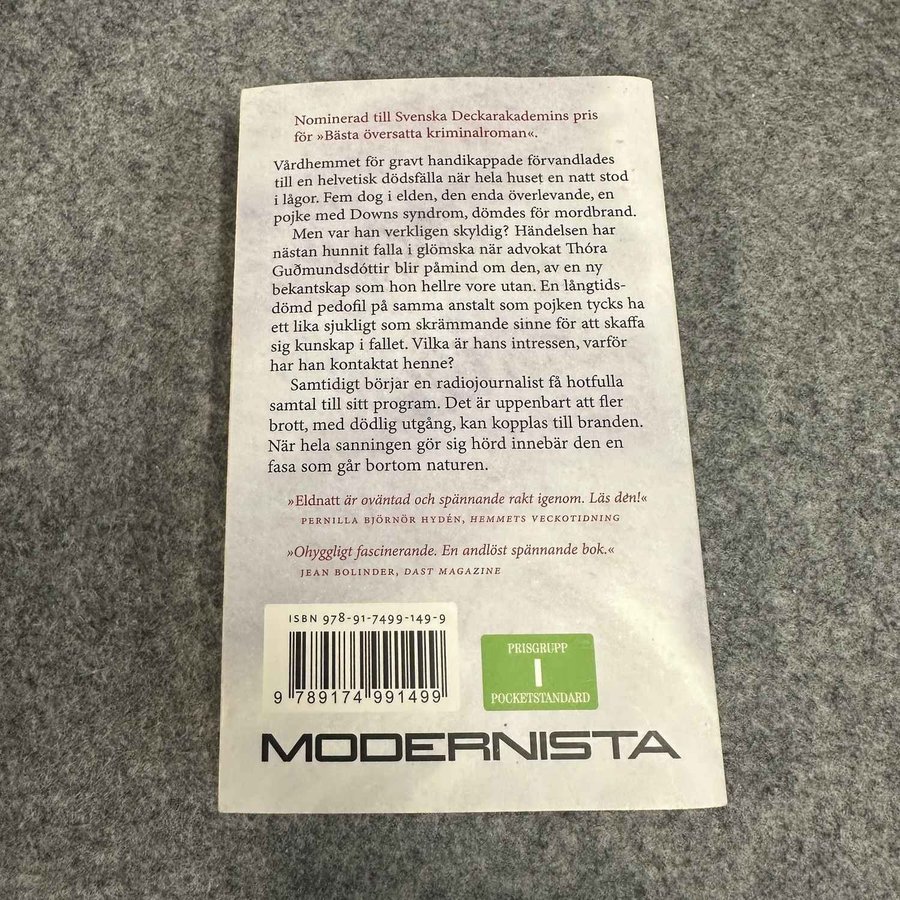 Nominerad till Svenska Deckarakademins pris
för »Bästa översatta kriminalroman«.
Vårdhemmet för gravt handikappade förvandlades
till en helvetisk dödsfälla när hela huset en natt stod
i lågor. Fem dog i elden, den enda överlevande, en
pojke med Downs syndrom, dömdes för mordbrand.
Men var han verkligen skyldig? Händelsen har
nästan hunnit falla i glömska när advokat Thóra
Guðmundsdóttir blir påmind om den, av en ny
bekantskap som hon hellre vore utan. En långtids-
dömd pedofil på samma anstalt som pojken tycks ha
ett lika sjukligt som skrämmande sinne för att skaffa
sig kunskap i fallet. Vilka är hans intressen, varför
har han kontaktat henne?
Samtidigt börjar en radiojournalist få hotfulla
samtal till sitt program. Det är uppenbart att fler
brott, med dödlig utgång, kan kopplas till branden.
När hela sanningen gör sig hörd innebär den en
fasa som går bortom naturen.
»Eldnatt är oväntad och spännande rakt igenom. Läs den!«
PERNILLA BJÖRNÖR HYDÉN, HEMMETS VECKOTIDNING
»Ohyggligt fascinerande. En andlöst spännande bok.«
JEAN BOLINDER, DAST MAGAZINE
ISBN 978-91-7499-149-9
9 789174 991499
PRISGRUPP
1
POCKETSTANDARD
MODERNISTA